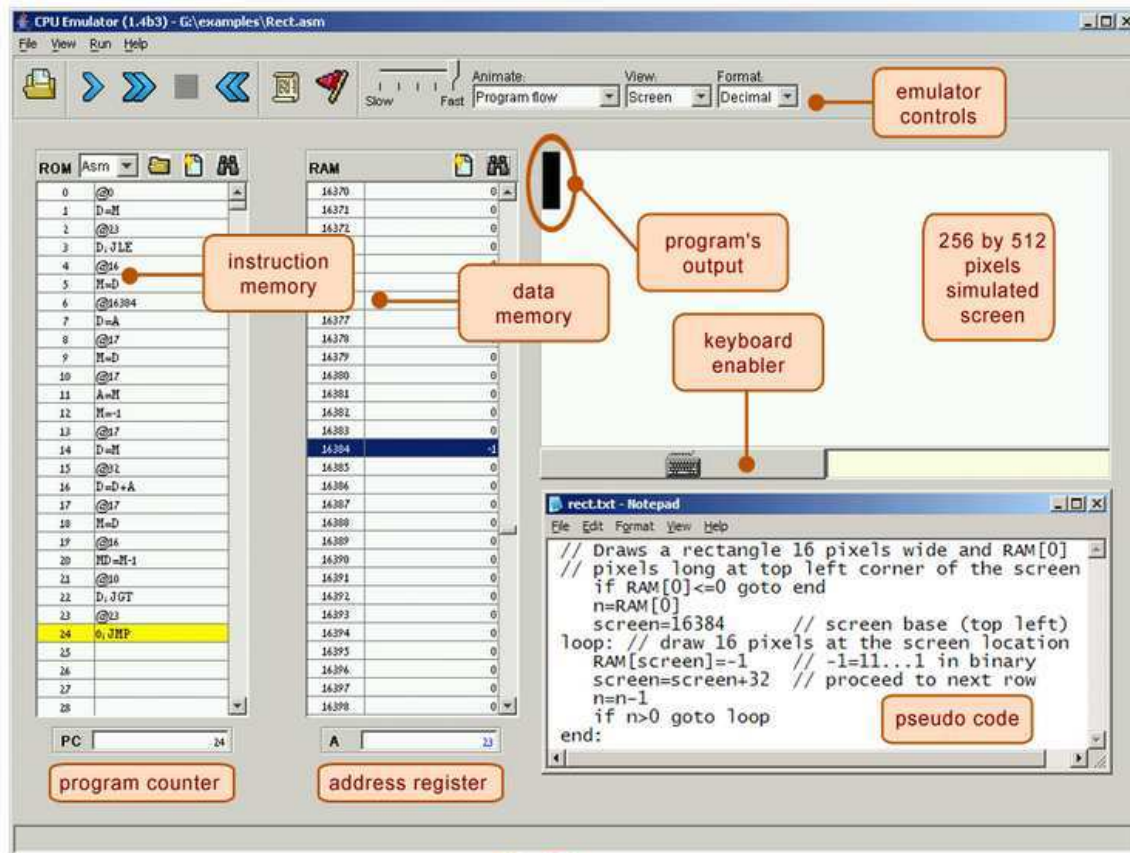 CPU Emulator (1.4b3) - G:\examples\Rect.asm
File View Run Help
Slow Fast
Animate:
Program flow
View:
Screen
Format:
Decimal
emulator
controls
ROM Asm
0 @0
1 D=M
2 @23
3 D;JLE
4 @16
5 M=D
6 @16384
7 D=A
8 @17
9 M=D
10 @17
11 A=M
12 M=-1
13 @17
14 D=M
15 @32
16 D=D+A
17 @17
18 M=D
19 @16
20 MD=M-1
21 @10
22 D;JGT
23 @23
24 0;JMP
25
26
27
28
PC 24
program counter
instruction
memory
RAM
16370 0
16371 0
16372 0
0
16377
16378
16379 0
16380 0
16381 0
16382 0
16383 0
16384 -1
16385 0
16386 0
16387 0
16388 0
16389 0
16390 0
16391 0
16392 0
16393 0
16394 0
16395 0
16396 0
16397 0
16398 0
A 23
address register
data
memory
program's
output
256 by 512
pixels
simulated
screen
keyboard
enabler
rect.txt - Notepad
File Edit Format View Help
// Draws a rectangle 16 pixels wide and RAM[0]
// pixels long at top left corner of the screen
if RAM[0]<=0 goto end
n=RAM[0]
screen=16384 // screen base (top left)
loop: // draw 16 pixels at the screen location
RAM[screen]=-1 // -1=11...1 in binary
screen=screen+32 // proceed to next row
n=n-1
if n>0 goto loop
end:
pseudo code